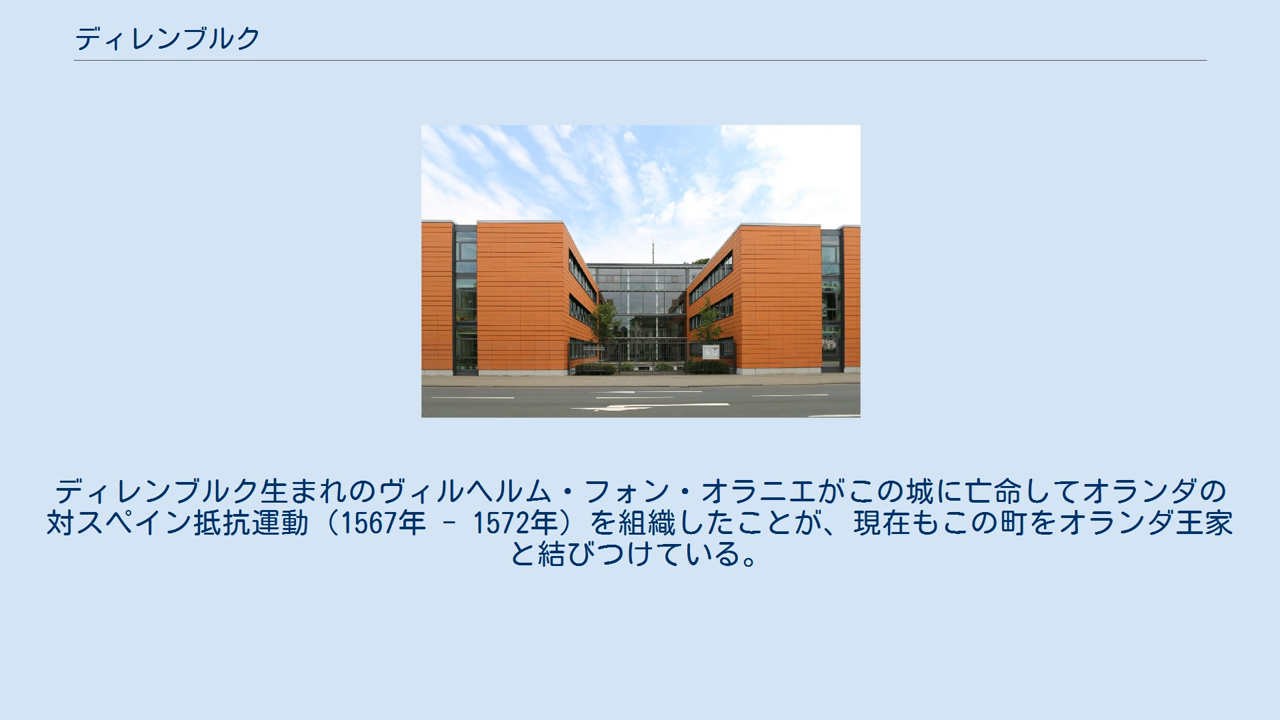 ディレンブルク
ディレンブルク生まれのヴィルヘルム・フォン・オラニエがこの城に亡命してオランダの
対スペイン抵抗運動（1567年 - 1572年）を組織したことが、現在もこの町をオランダ王家
と結びつけている。